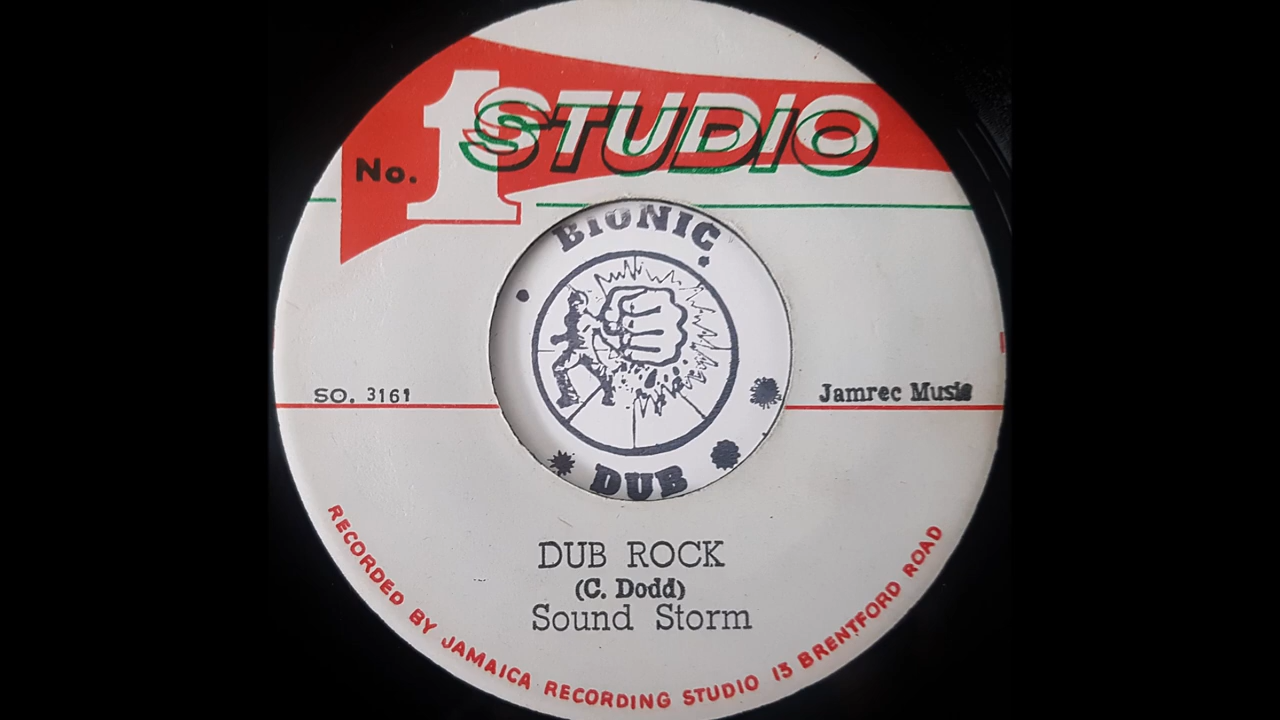 No. 1 STUDIO
BIONIC
DUB
SO. 3161
Jamrec Music
DUB ROCK
(C. Dodd)
Sound Storm
RECORDED BY JAMAICA RECORDING STUDIO 13 BRENTFORD ROAD